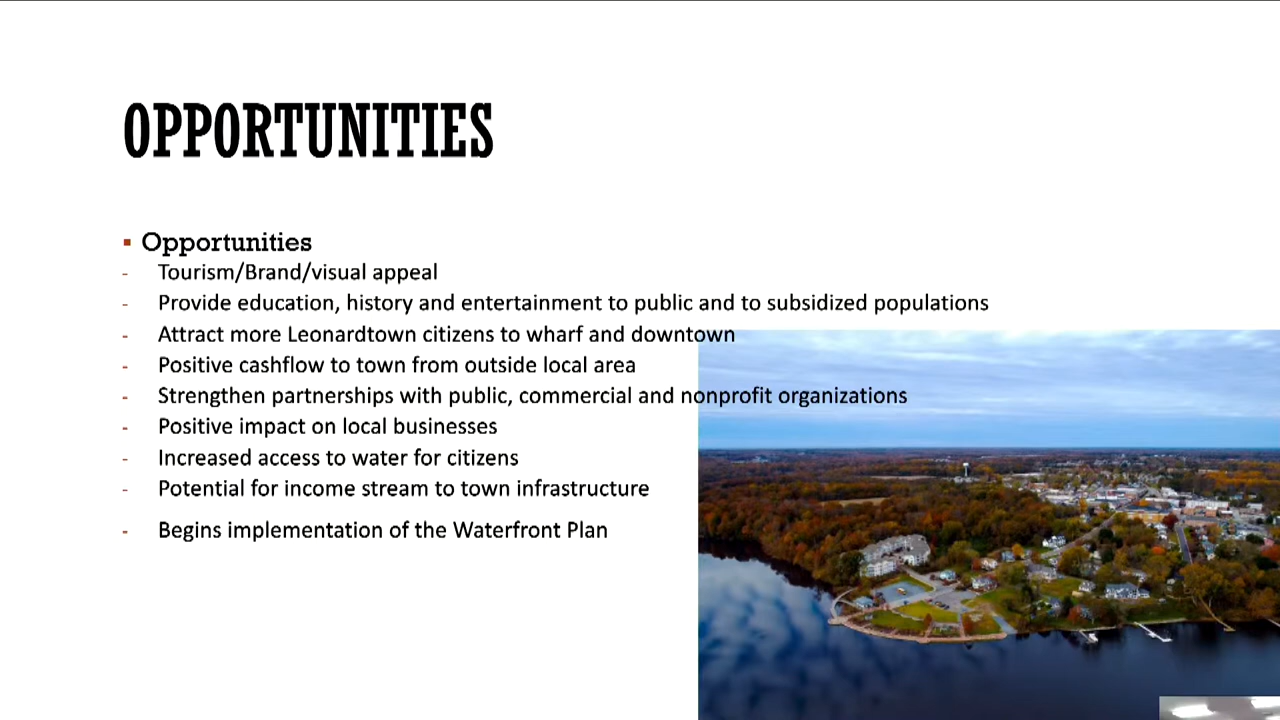 OPPORTUNITIES
▪ Opportunities
- Tourism/Brand/visual appeal
- Provide education, history and entertainment to public and to subsidized populations
- Attract more Leonardtown citizens to wharf and downtown
- Positive cashflow to town from outside local area
- Strengthen partnerships with public, commercial and nonprofit organizations
- Positive impact on local businesses
- Increased access to water for citizens
- Potential for income stream to town infrastructure
- Begins implementation of the Waterfront Plan